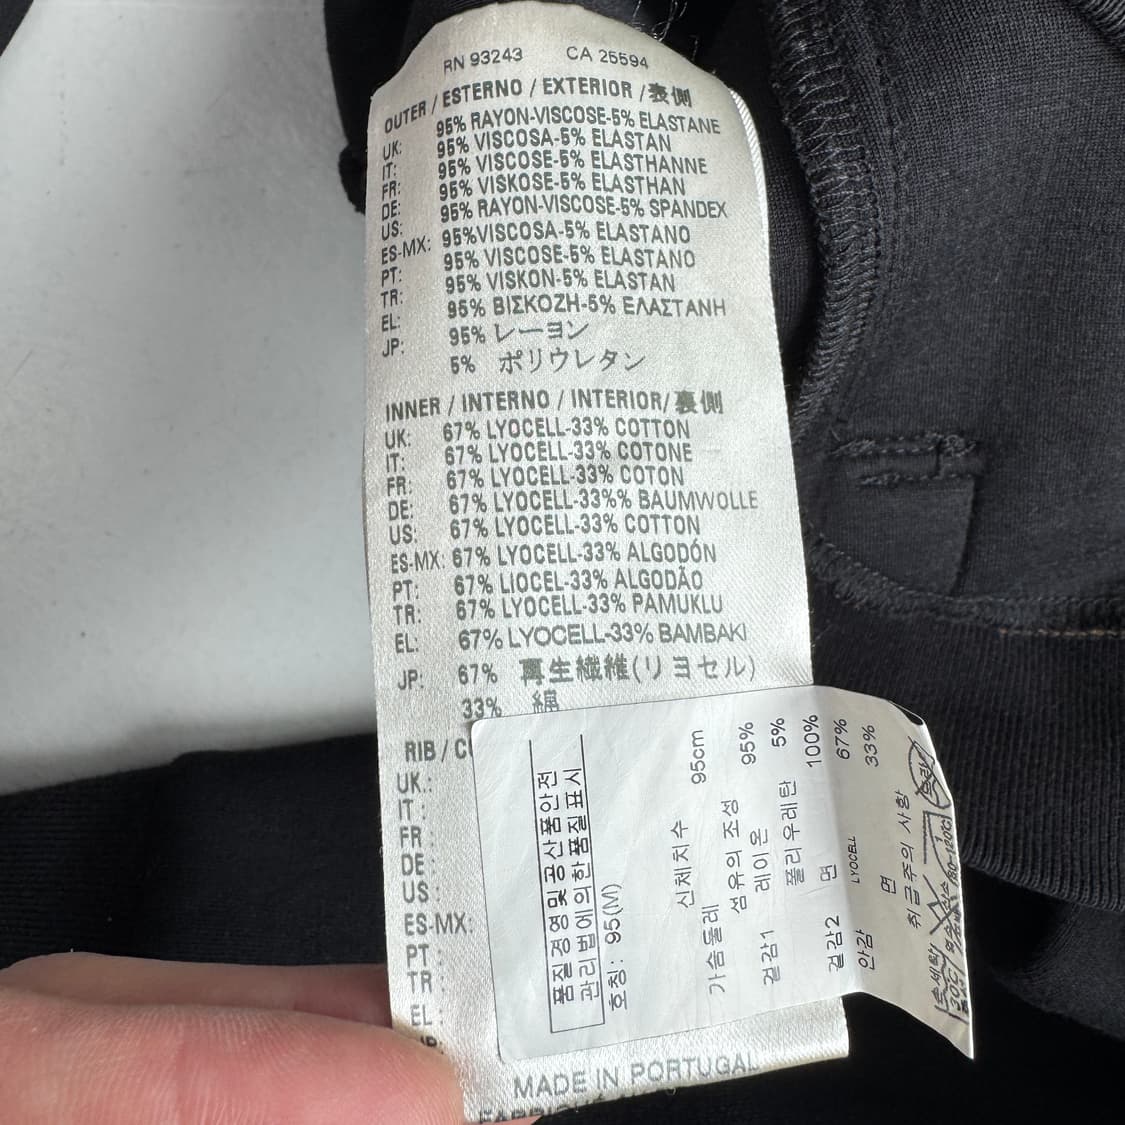 RN 93243 CA 26594
OUTER / ESTERNO / EXTERIOR / 表側
UK: 95% RAYON-VISCOSE-5% ELASTANE
IT: 95% VISCOSA-5% ELASTAN
FR: 95% VISCOSE-5% ELASTHANNE
DE: 95% VISKOSE-5% ELASTHAN
US: 95% RAYON-VISCOSE-5% SPANDEX
ES-MX: 95%VISCOSA-5% ELASTANO
PT: 95% VISCOSE-5% ELASTANO
TR: 95% VISKON-5% ELASTAN
EL: 95% ΒΙΣΚΟΖΗ-5% ΕΛΑΣΤΑΝΗ
JP: 95% レーヨン
5% ポリウレタン
INNER / INTERNO / INTERIOR/ 裏側
UK: 67% LYOCELL-33% COTTON
IT: 67% LYOCELL-33% COTONE
FR: 67% LYOCELL-33% COTON
DE: 67% LYOCELL-33%% BAUMWOLLE
US: 67% LYOCELL-33% COTTON
ES-MX: 67% LYOCELL-33% ALGODÓN
PT: 67% LIOCEL-33% ALGODÃO
TR: 67% LYOCELL-33% PAMUKLU
EL: 67% LYOCELL-33% BAMBAKI
JP: 67% 再生繊維(リヨセル)
33% 綿
RIB / C
UK:
IT:
FR:
DE:
US:
ES-MX:
PT:
TR:
EL:
JP:
MADE IN PORTUGAL
품질경영및공산품안전
관리법에의한품질표시
호칭: 95(M)
신체치수
가슴둘레 95cm
섬유의 조성
겉감1 레이온 95%
폴리우레탄 5%
겉감2 면 100%
안감 LYOCELL 67%
면 33%
취급주의 사항
손세탁
30℃